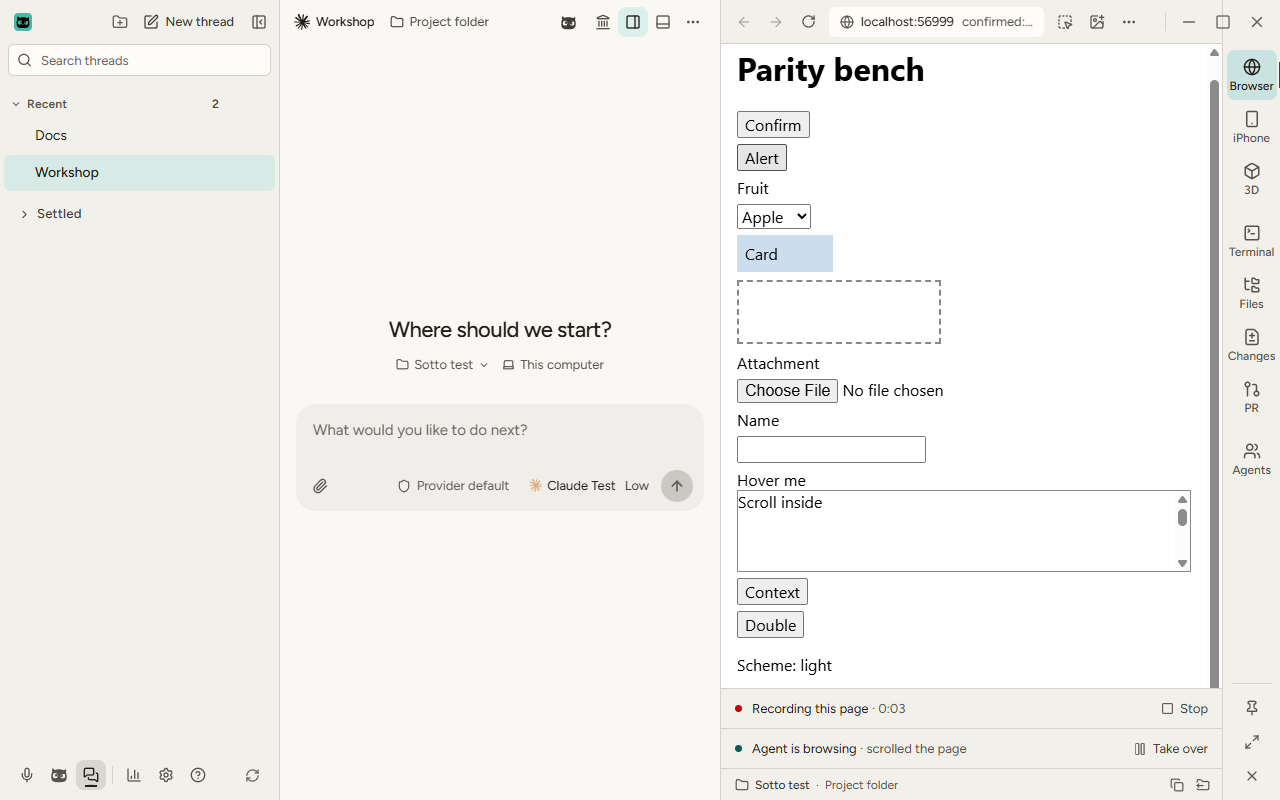 New thread
Search threads
Recent 2
Docs
Workshop
Settled
Workshop Project folder
Where should we start?
Sotto test This computer
What would you like to do next?
Provider default Claude Test Low
localhost:56999 confirmed:...
Parity bench
Confirm
Alert
Fruit
Apple
Card
Attachment
Choose File No file chosen
Name
Hover me
Scroll inside
Context
Double
Scheme: light
Recording this page · 0:03 Stop
Agent is browsing · scrolled the page Take over
Sotto test · Project folder
Browser
iPhone
3D
Terminal
Files
Changes
PR
Agents